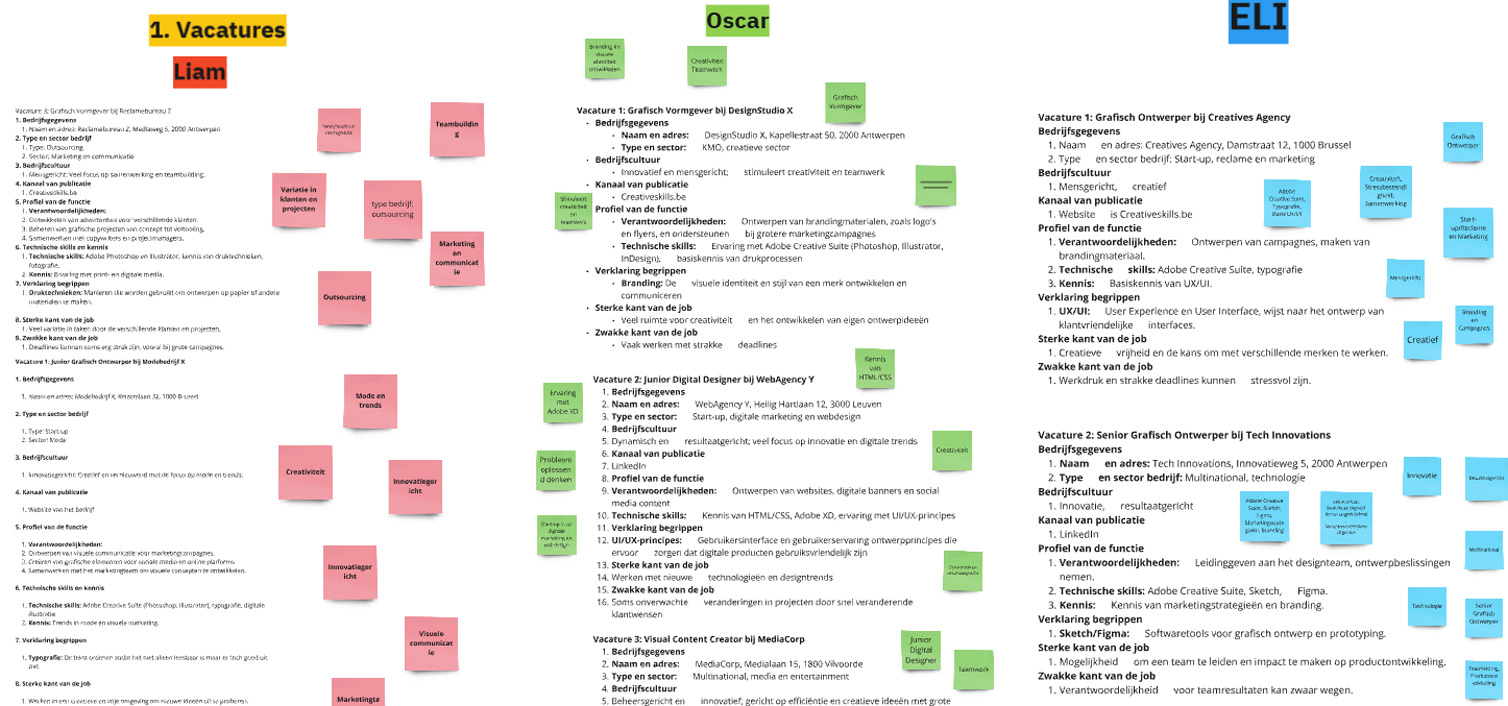 1. Vacatures
Liam
Vacature 3: Grafisch Vormgever bij Reclamebureau Z
1. Bedrijfsgegevens
1. Naam en adres: Reclamebureau Z, Mediaweg 5, 2000 Antwerpen
2. Type en sector bedrijf
1. Type: Outsourcing
2. Sector: Marketing en communicatie
3. Bedrijfscultuur
1. Mensgericht: Veel focus op samenwerking en teambuilding.
4. Kanaal van publicatie
1. Creativeskills.be
5. Profiel van de functie
1. Verantwoordelijkheden:
2. Ontwikkelen van advertenties voor verschillende klanten.
3. Beheren van grafische projecten van concept tot voltooiing.
4. Samenwerken met copywriters en projectmanagers.
6. Technische skills en kennis
1. Technische skills: Adobe Photoshop en Illustrator, kennis van druktechnieken,
fotografie.
2. Kennis: Ervaring met print- en digitale media.
7. Verklaring begrippen
1. Druktechnieken: Manieren die worden gebruikt om ontwerpen op papier of andere
materialen te maken.
8. Sterke kant van de job
1. Veel variatie in taken door de verschillende klanten en projecten.
9. Zwakke kant van de job
1. Deadlines kunnen soms erg strak zijn, vooral bij grote campagnes.
Vacature 1: Junior Grafisch Ontwerper bij Modebedrijf X
1. Bedrijfsgegevens
1. Naam en adres: Modebedrijf X, Keizerslaan 32, 1000 Brussel
2. Type en sector bedrijf
1. Type: Start-up
2. Sector: Mode
3. Bedrijfscultuur
1. Innovatiegericht: Creatief en vernieuwend met de focus op mode en trends.
4. Kanaal van publicatie
1. Website van het bedrijf
5. Profiel van de functie
1. Verantwoordelijkheden:
2. Ontwerpen van visuele communicatie voor marketingcampagnes.
3. Creëren van grafische elementen voor sociale media en online platforms
4. Samenwerken met het marketingteam om visuele concepten te ontwikkelen.
6. Technische skills en kennis
1. Technische skills: Adobe Creative Suite (Photoshop, Illustrator), typografie, digitale
illustratie.
2. Kennis: Trends in mode en visuele marketing.
7. Verklaring begrippen
1. Typografie: De tekst ordenen zodat het niet alleen leesbaar is maar er toch goed uit
ziet.
8. Sterke kant van de job
1. Werken in een creatieve en vrije omgeving om nieuwe ideeën uit te proberen.
Teambuildin
g
Variatie in
klanten en
projecten
type bedrijf:
outsourcing
Marketing
en
communicat
ie
Outsourcing
Mode en
trends
Creativiteit
Innovatieger
icht
Innovatieger
icht
Visuele
communicat
ie
Marketingte
Oscar
Branding en
visuele
identiteit
ontwikkelen
Creativiteit
Teamwork
Grafisch
Vormgever
Vacature 1: Grafisch Vormgever bij DesignStudio X
Bedrijfsgegevens
Naam en adres: DesignStudio X, Kapellestraat 50, 2000 Antwerpen
Type en sector: KMO, creatieve sector
Bedrijfscultuur
Innovatief en mensgericht; stimuleert creativiteit en teamwerk
Kanaal van publicatie
Creativeskills.be
Profiel van de functie
Verantwoordelijkheden: Ontwerpen van brandingmaterialen, zoals logo's
en flyers, en ondersteunen bij grotere marketingcampagnes
Technische skills: Ervaring met Adobe Creative Suite (Photoshop, Illustrator,
InDesign), basiskennis van drukprocessen
Verklaring begrippen
Branding: De visuele identiteit en stijl van een merk ontwikkelen en
communiceren
Sterke kant van de job
Veel ruimte voor creativiteit en het ontwikkelen van eigen ontwerpideeën
Zwakke kant van de job
Vaak werken met strakke deadlines
Stimuleert
creativiteit
en
teamwerk
Kennis
van
HTML/CSS
Vacature 2: Junior Digital Designer bij WebAgency Y
1. Bedrijfsgegevens
2. Naam en adres: WebAgency Y, Heilig Hartlaan 12, 3000 Leuven
3. Type en sector: Start-up, digitale marketing en webdesign
4. Bedrijfscultuur
5. Dynamisch en resultaatgericht; veel focus op innovatie en digitale trends
6. Kanaal van publicatie
7. LinkedIn
8. Profiel van de functie
9. Verantwoordelijkheden: Ontwerpen van websites, digitale banners en social
media content
10. Technische skills: Kennis van HTML/CSS, Adobe XD, ervaring met UI/UX-principes
11. Verklaring begrippen
12. UI/UX-principes: Gebruikersinterface en gebruikerservaring ontwerpprincipes die
ervoor zorgen dat digitale producten gebruiksvriendelijk zijn
13. Sterke kant van de job
14. Werken met nieuwe technologieën en designtrends
15. Zwakke kant van de job
16. Soms onverwachte veranderingen in projecten door snel veranderende
klantwensen
Ervaring
met
Adobe XD
Creativiteit
Probleem
oplossen
d denken
Start-up in de
digitale
marketing en
webdesign
Vacature 3: Visual Content Creator bij MediaCorp
1. Bedrijfsgegevens
2. Naam en adres: MediaCorp, Medialaan 15, 1800 Vilvoorde
3. Type en sector: Multinational, media en entertainment
4. Bedrijfscultuur
5. Beheersgericht en innovatief; gericht op efficiëntie en creatieve ideeën met grote
Junior
Digital
Designer
Teamwork
ELI
Vacature 1: Grafisch Ontwerper bij Creatives Agency
Bedrijfsgegevens
1. Naam en adres: Creatives Agency, Damstraat 12, 1000 Brussel
2. Type en sector bedrijf: Start-up, reclame en marketing
Bedrijfscultuur
1. Mensgericht, creatief
Kanaal van publicatie
1. Website is Creativeskills.be
Profiel van de functie
1. Verantwoordelijkheden: Ontwerpen van campagnes, maken van
brandingmateriaal.
2. Technische skills: Adobe Creative Suite, typografie
3. Kennis: Basiskennis van UX/UI.
Verklaring begrippen
1. UX/UI: User Experience en User Interface, wijst naar het ontwerp van
klantvriendelijke interfaces.
Sterke kant van de job
1. Creatieve vrijheid en de kans om met verschillende merken te werken.
Zwakke kant van de job
1. Werkdruk en strakke deadlines kunnen stressvol zijn.
Grafisch
Ontwerper
Adobe
Creative Suite,
Typografie,
Basis UX/UI
Creativiteit,
Stressbestendi
gheid,
Samenwerking
Start-
up/Reclame
en Marketing
Mensgericht
Branding
en
Campagnes
Creatief
Vacature 2: Senior Grafisch Ontwerper bij Tech Innovations
Bedrijfsgegevens
1. Naam en adres: Tech Innovations, Innovatieweg 5, 2000 Antwerpen
2. Type en sector bedrijf: Multinational, technologie
Bedrijfscultuur
1. Innovatie, resultaatgericht
Kanaal van publicatie
1. LinkedIn
Profiel van de functie
1. Verantwoordelijkheden: Leidinggeven aan het designteam, ontwerpbeslissingen
nemen.
2. Technische skills: Adobe Creative Suite, Sketch, Figma.
3. Kennis: Kennis van marketingstrategieën en branding.
Verklaring begrippen
1. Sketch/Figma: Softwaretools voor grafisch ontwerp en prototyping.
Sterke kant van de job
1. Mogelijkheid om een team te leiden en impact te maken op productontwikkeling.
Zwakke kant van de job
1. Verantwoordelijkheid voor teamresultaten kan zwaar wegen.
Innovatie
Resultaatgericht
Adobe Creative
Suite, Sketch,
Figma,
Marketingstrate
gieën, Branding
Multinational
Technologie
Senior
Grafisch
Ontwerper